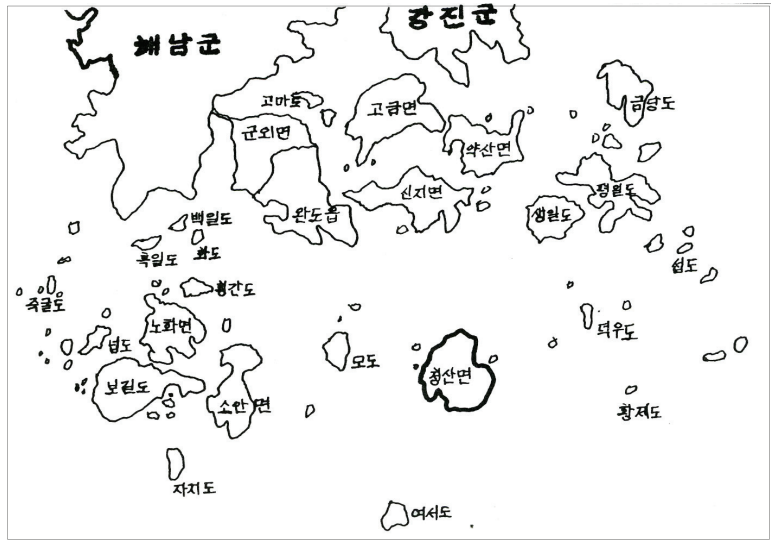 해남군
강진군
고마도
고금면
금당도
군외면
약산면
신지면
평일도
백일도
완도읍
생일도
흑일도
화도
섭도
죽굴도
횡간도
노화면
넙도
덕우도
모도
청산면
보길도
소안면
황제도
자지도
여서도